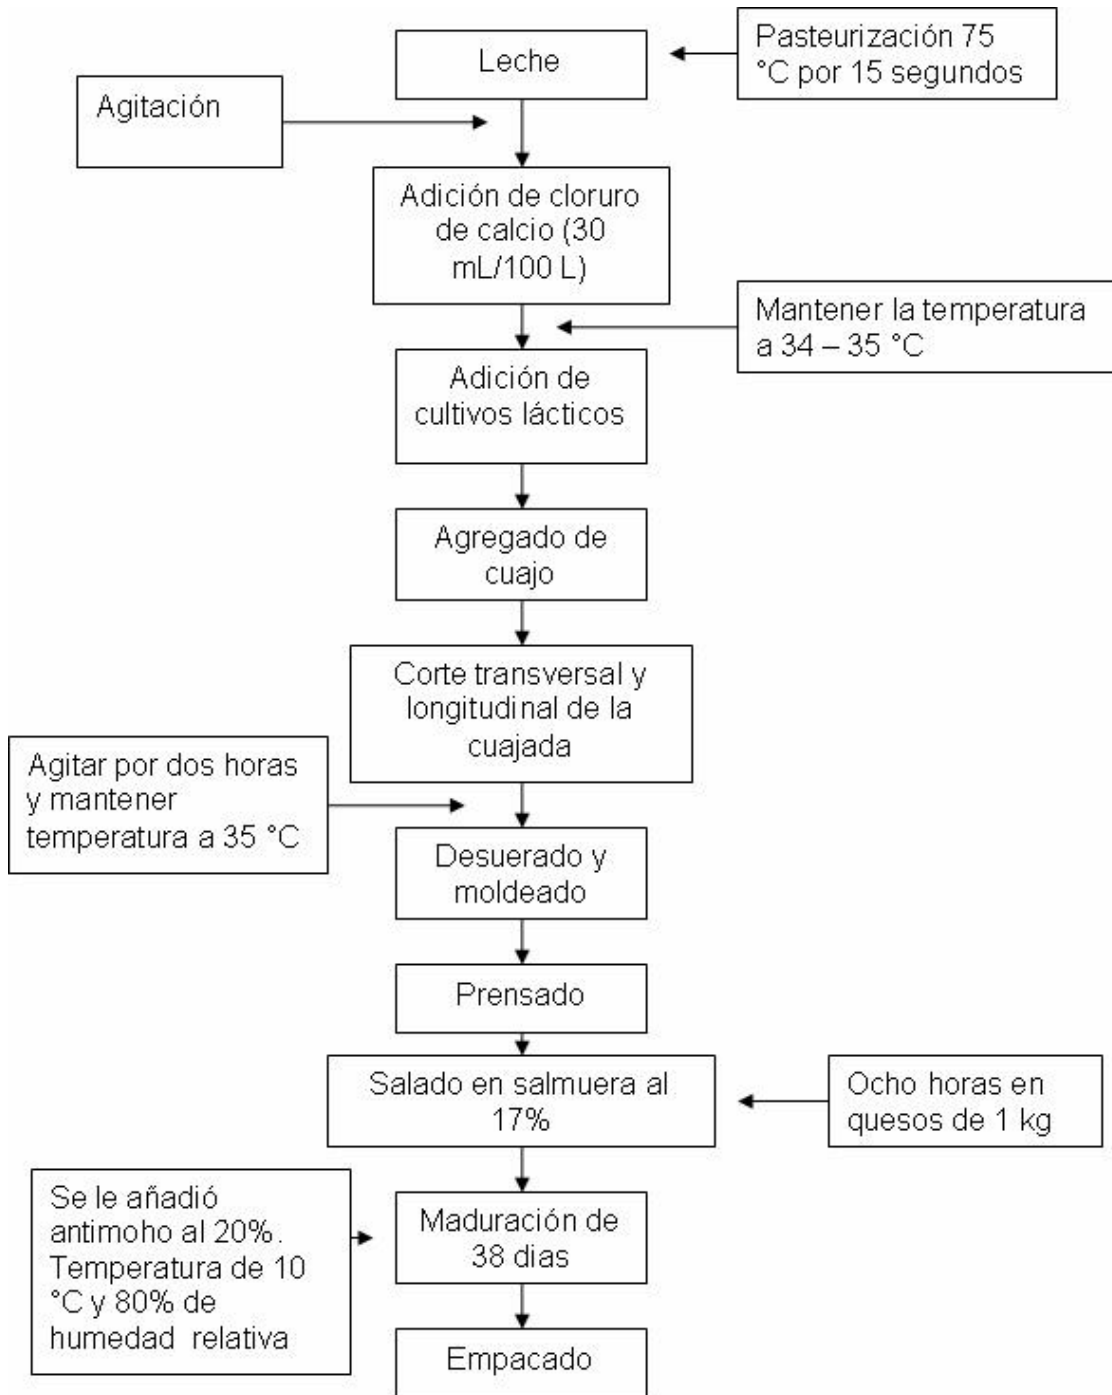 Leche
Pasteurización 75
°C por 15 segundos
Agitación
Adición de cloruro
de calcio (30
mL/100 L)
Mantener la temperatura
a 34 – 35 °C
Adición de
cultivos lácticos
Agregado de
cuajo
Corte transversal y
longitudinal de la
cuajada
Agitar por dos horas
y mantener
temperatura a 35 °C
Desuerado y
moldeado
Prensado
Salado en salmuera al
17%
Ocho horas en
quesos de 1 kg
Se le añadió
antimoho al 20%.
Temperatura de 10
°C y 80% de
humedad relativa
Maduración de
38 dias
Empacado